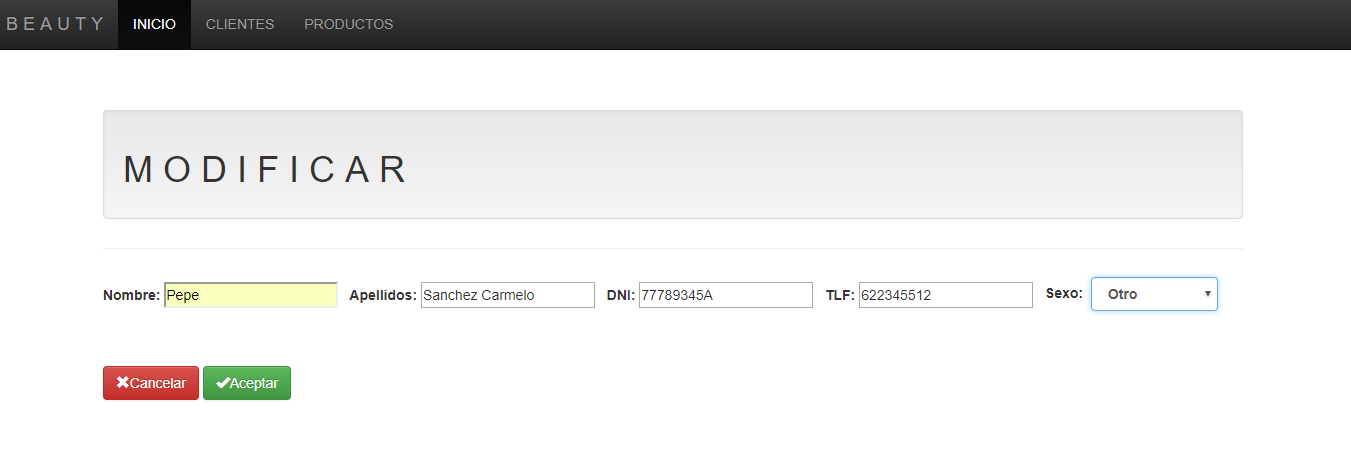 BEAUTY INICIO CLIENTES PRODUCTOS
MODIFICAR
Nombre: Pepe Apellidos: Sanchez Carmelo DNI: 77789345A TLF: 622345512 Sexo: Otro
Cancelar Aceptar